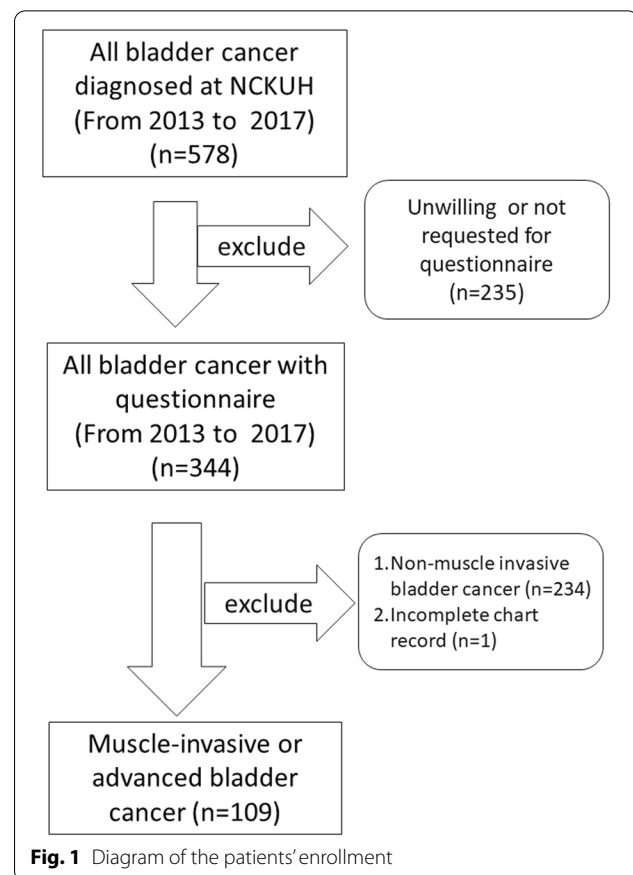 All bladder cancer
diagnosed at NCKUH
(From 2013 to 2017)
(n=578)
exclude
Unwilling or not
requested for
questionnaire
(n=235)
All bladder cancer with
questionnaire
(From 2013 to 2017)
(n=344)
exclude
1.Non-muscle invasive
bladder cancer (n=234)
2.Incomplete chart
record (n=1)
Muscle-invasive or
advanced bladder
cancer (n=109)
Fig. 1 Diagram of the patients' enrollment